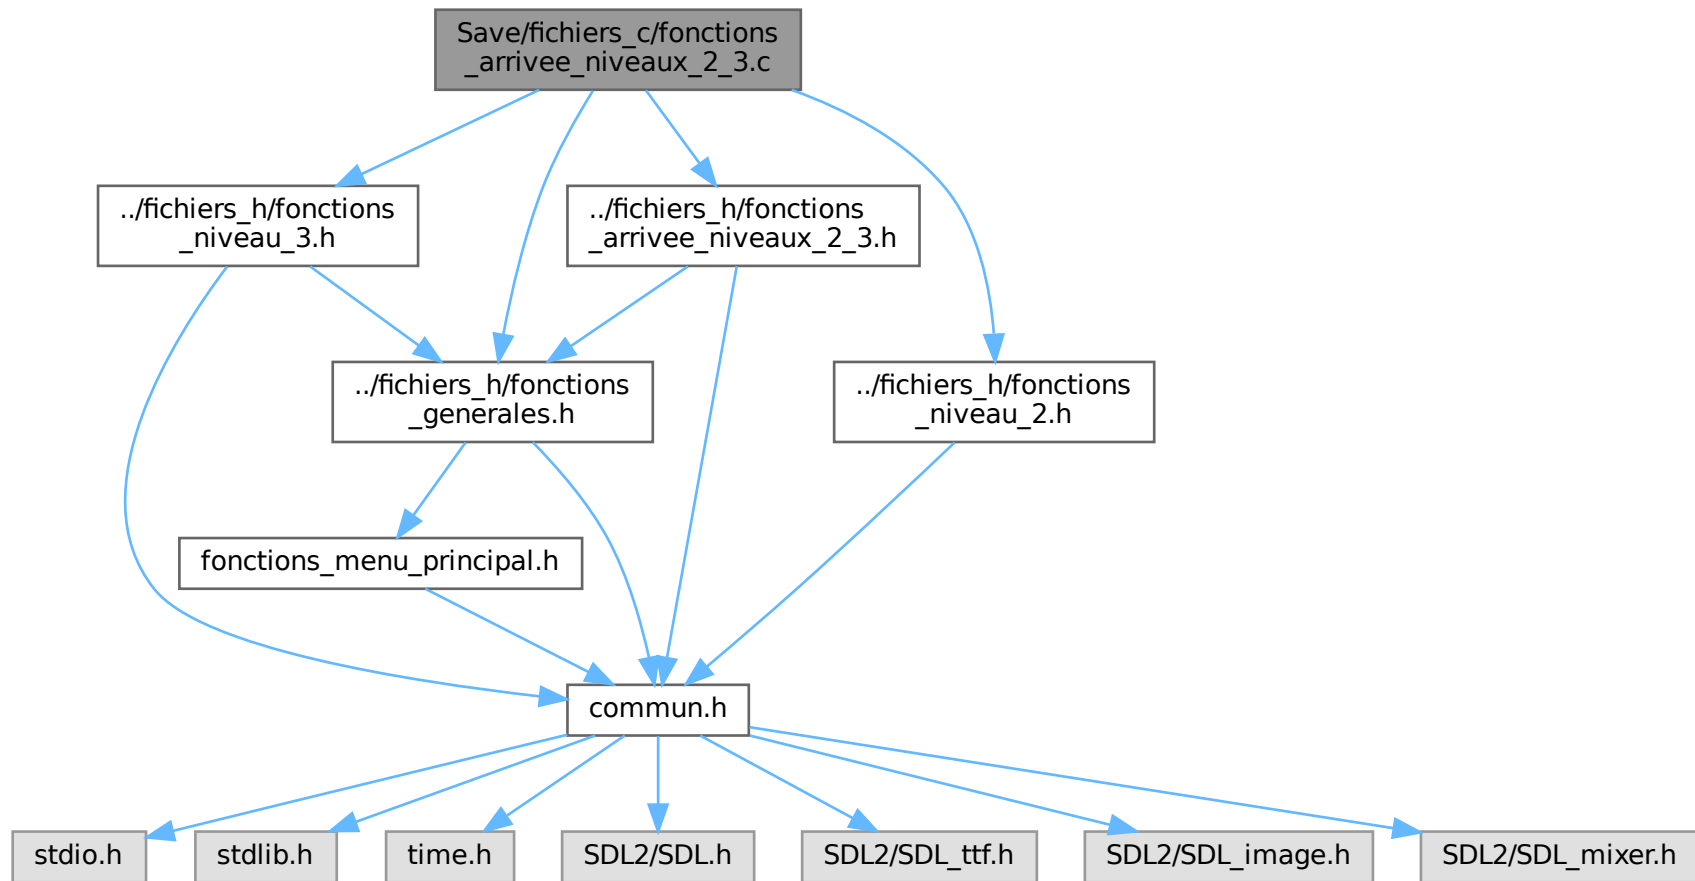 Save/fichiers_c/fonctions
_arrivee_niveaux_2_3.c
../fichiers_h/fonctions
_niveau_3.h
../fichiers_h/fonctions
_arrivee_niveaux_2_3.h
../fichiers_h/fonctions
_generales.h
../fichiers_h/fonctions
_niveau_2.h
fonctions_menu_principal.h
commun.h
stdio.h
stdlib.h
time.h
SDL2/SDL.h
SDL2/SDL_ttf.h
SDL2/SDL_image.h
SDL2/SDL_mixer.h